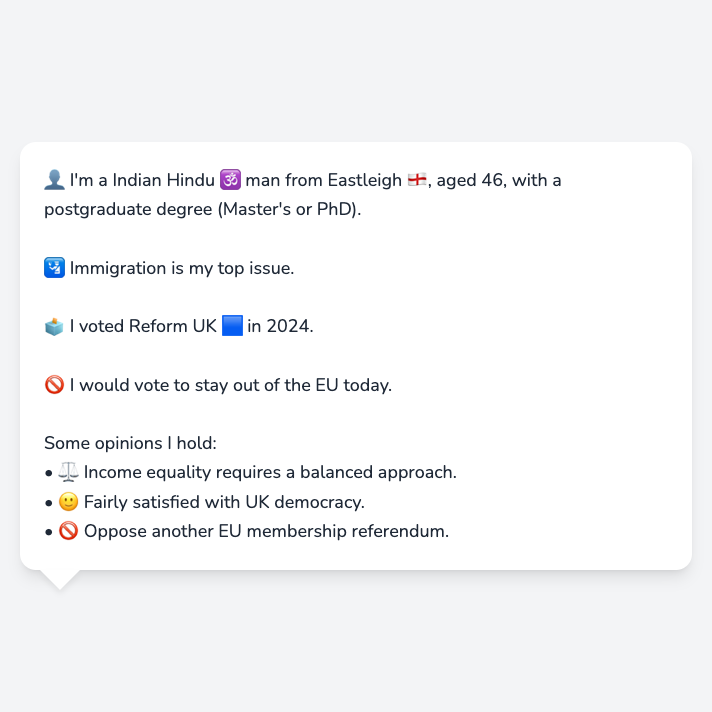 👤 I'm a Indian Hindu 🕉️ man from Eastleigh 🏴󠁧󠁢󠁥󠁮󠁧󠁿, aged 46, with a
postgraduate degree (Master's or PhD).
🛂 Immigration is my top issue.
🗳️ I voted Reform UK 🟦 in 2024.
🚫 I would vote to stay out of the EU today.
Some opinions I hold:
• ⚖️ Income equality requires a balanced approach.
• 🙂 Fairly satisfied with UK democracy.
• 🚫 Oppose another EU membership referendum.